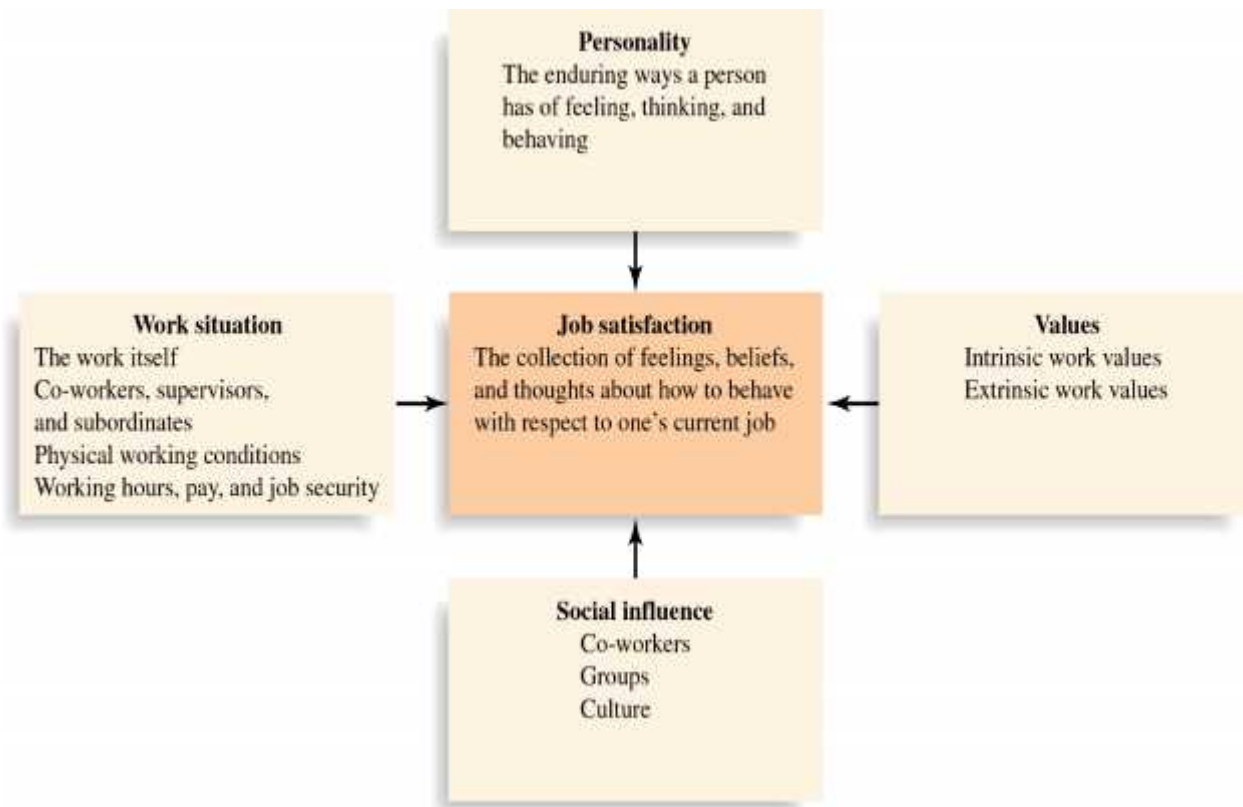 Personality
The enduring ways a person
has of feeling, thinking, and
behaving
Work situation
The work itself
Co-workers, supervisors,
and subordinates
Physical working conditions
Working hours, pay, and job security
Job satisfaction
The collection of feelings, beliefs,
and thoughts about how to behave
with respect to one's current job
Values
Intrinsic work values
Extrinsic work values
Social influence
Co-workers
Groups
Culture